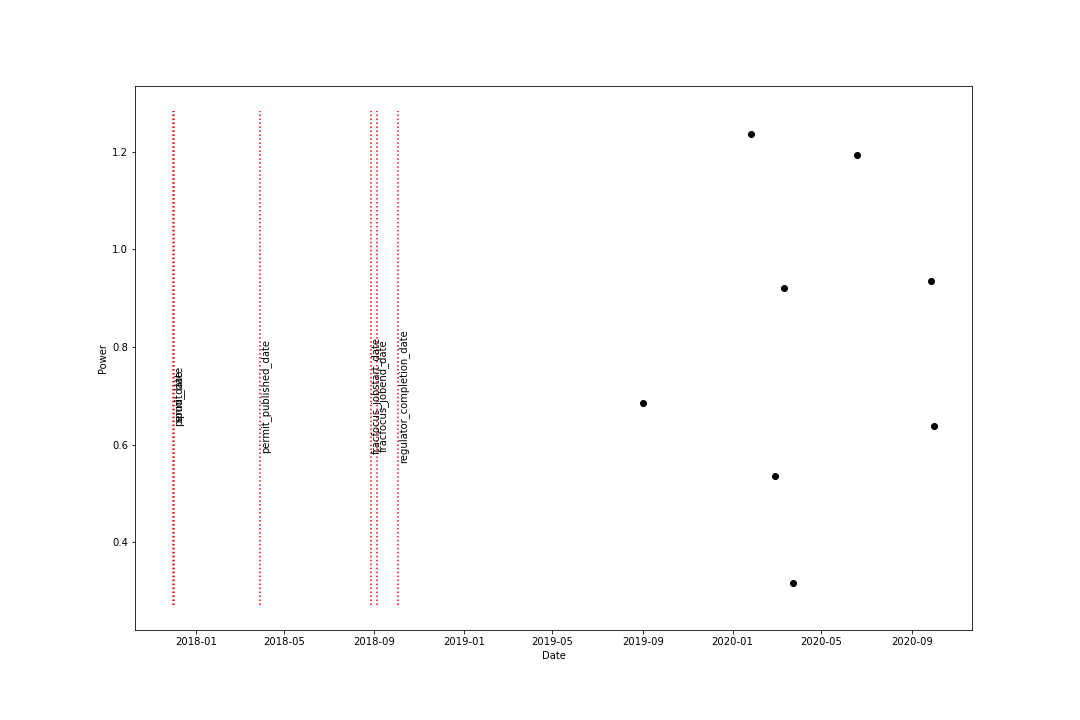 Power
1.2
1.0
0.8
0.6
0.4
permit_published_date
fracfocus_jobstart_date
fracfocus_jobend_date
regulator_completion_date
2018-01
2018-05
2018-09
2019-01
2019-05
2019-09
2020-01
2020-05
2020-09
Date